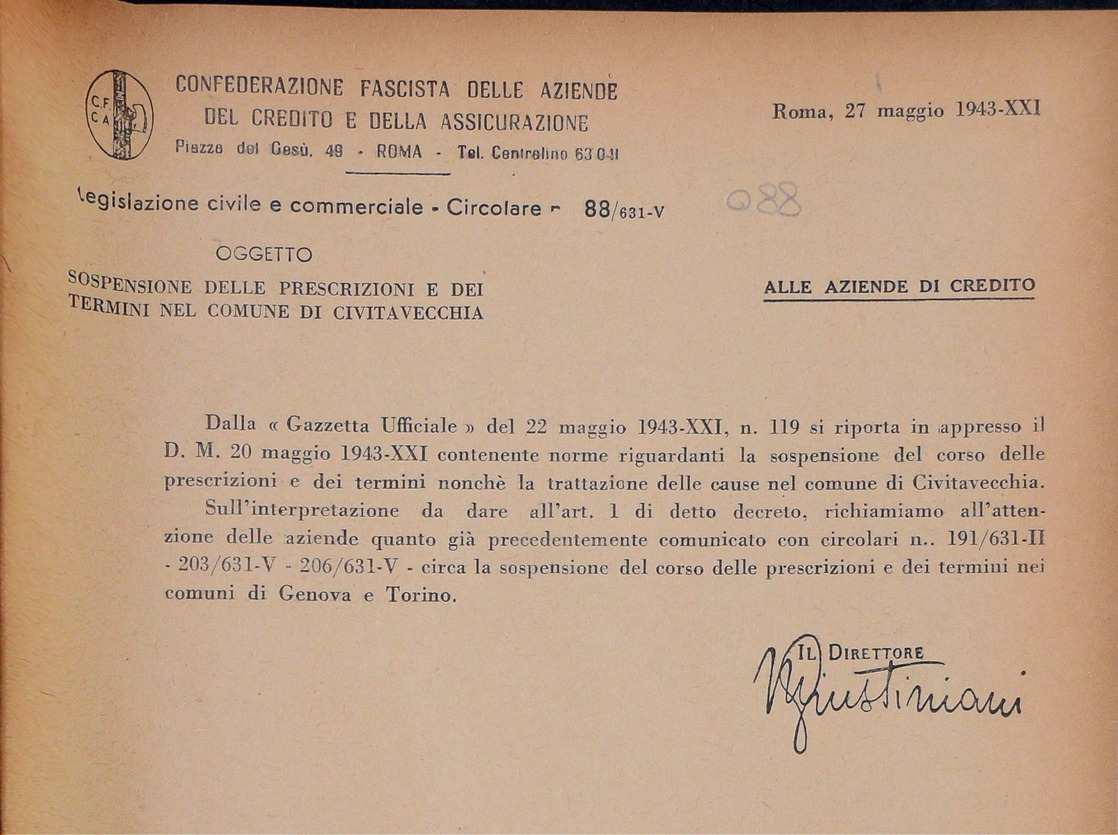 C.F.
C A
CONFEDERAZIONE FASCISTA DELLE AZIENDE
DEL CREDITO E DELLA ASSICURAZIONE
Piazza del Gesù, 49 - ROMA - Tel. Centralino 63041
Roma, 27 maggio 1943-XXI
Legislazione civile e commerciale - Circolare n 88/631-V
088
OGGETTO
SOSPENSIONE DELLE PRESCRIZIONI E DEI
TERMINI NEL COMUNE DI CIVITAVECCHIA
ALLE AZIENDE DI CREDITO
Dalla « Gazzetta Ufficiale » del 22 maggio 1943-XXI, n. 119 si riporta in appresso il
D. M. 20 maggio 1943-XXI contenente norme riguardanti la sospensione del corso delle
prescrizioni e dei termini nonchè la trattazione delle cause nel comune di Civitavecchia.
Sull'interpretazione da dare all'art. 1 di detto decreto, richiamiamo all'atten-
zione delle aziende quanto già precedentemente comunicato con circolari n.. 191/631-II
- 203/631-V - 206/631-V - circa la sospensione del corso delle prescrizioni e dei termini nei
comuni di Genova e Torino.
IL DIRETTORE
Giustiniani